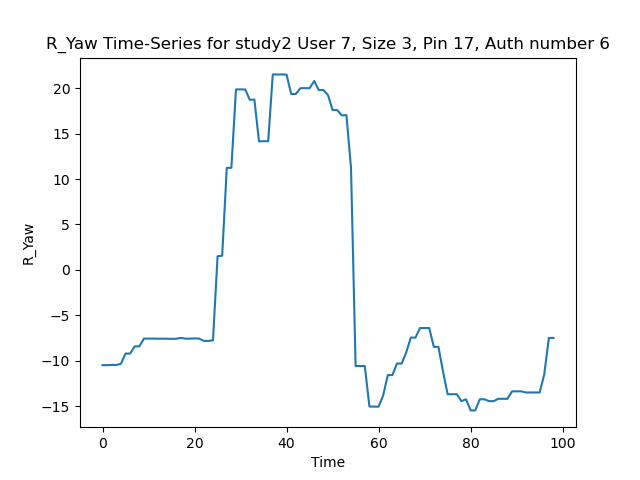 R_Yaw Time-Series for study2 User 7, Size 3, Pin 17, Auth number 6
20
15
10
5
0
−5
−10
−15
R_Yaw
0 20 40 60 80 100
Time